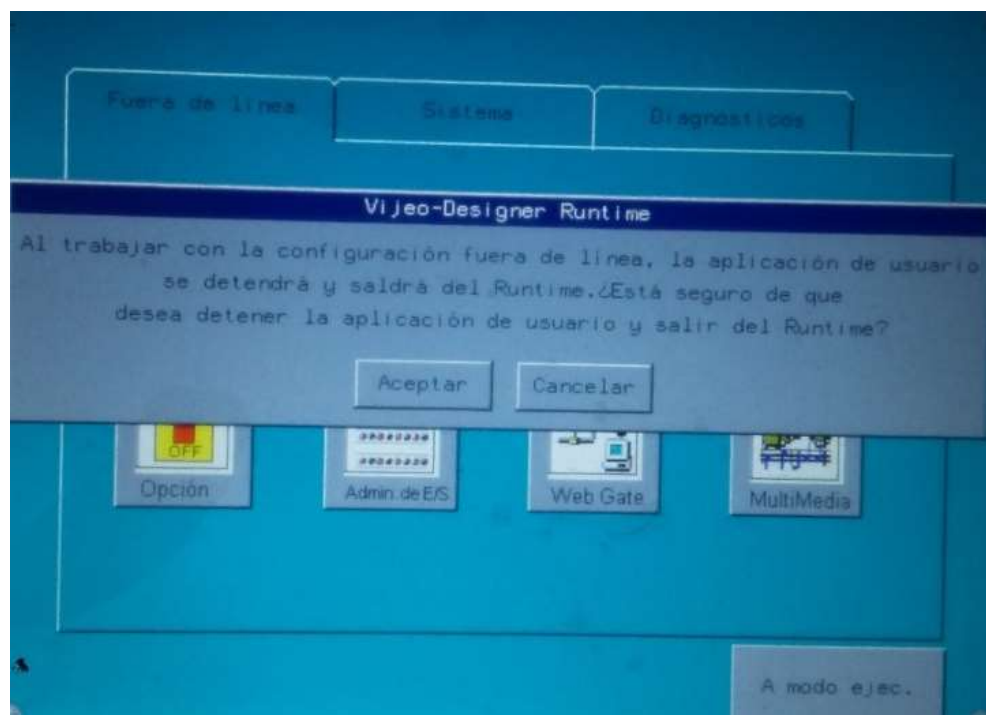 Fuera de línea
Sistema
Diagnósticos
Vijeo-Designer Runtime
Al trabajar con la configuración fuera de línea, la aplicación de usuario
se detendrá y saldrá del Runtime.¿Está seguro de que
desea detener la aplicación de usuario y salir del Runtime?
Aceptar
Cancelar
OFF
Opción
Admin.de E/S
Web Gate
MultiMedia
A modo ejec.